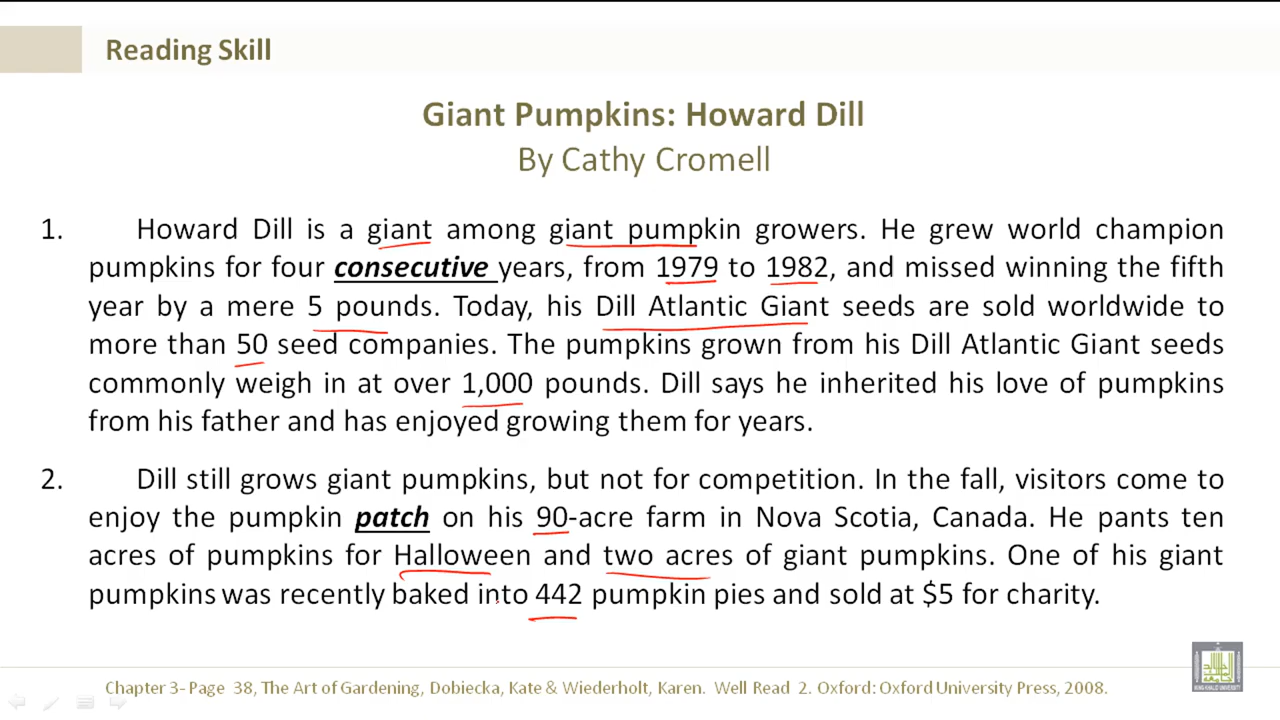 Reading Skill
Giant Pumpkins: Howard Dill
By Cathy Cromell
1. Howard Dill is a giant among giant pumpkin growers. He grew world champion
pumpkins for four consecutive years, from 1979 to 1982, and missed winning the fifth
year by a mere 5 pounds. Today, his Dill Atlantic Giant seeds are sold worldwide to
more than 50 seed companies. The pumpkins grown from his Dill Atlantic Giant seeds
commonly weigh in at over 1,000 pounds. Dill says he inherited his love of pumpkins
from his father and has enjoyed growing them for years.
2. Dill still grows giant pumpkins, but not for competition. In the fall, visitors come to
enjoy the pumpkin patch on his 90-acre farm in Nova Scotia, Canada. He pants ten
acres of pumpkins for Halloween and two acres of giant pumpkins. One of his giant
pumpkins was recently baked into 442 pumpkin pies and sold at $5 for charity.
KING KHALID UNIVERSITY
Chapter 3- Page 38, The Art of Gardening, Dobiecka, Kate & Wiederholt, Karen. Well Read 2. Oxford: Oxford University Press, 2008.